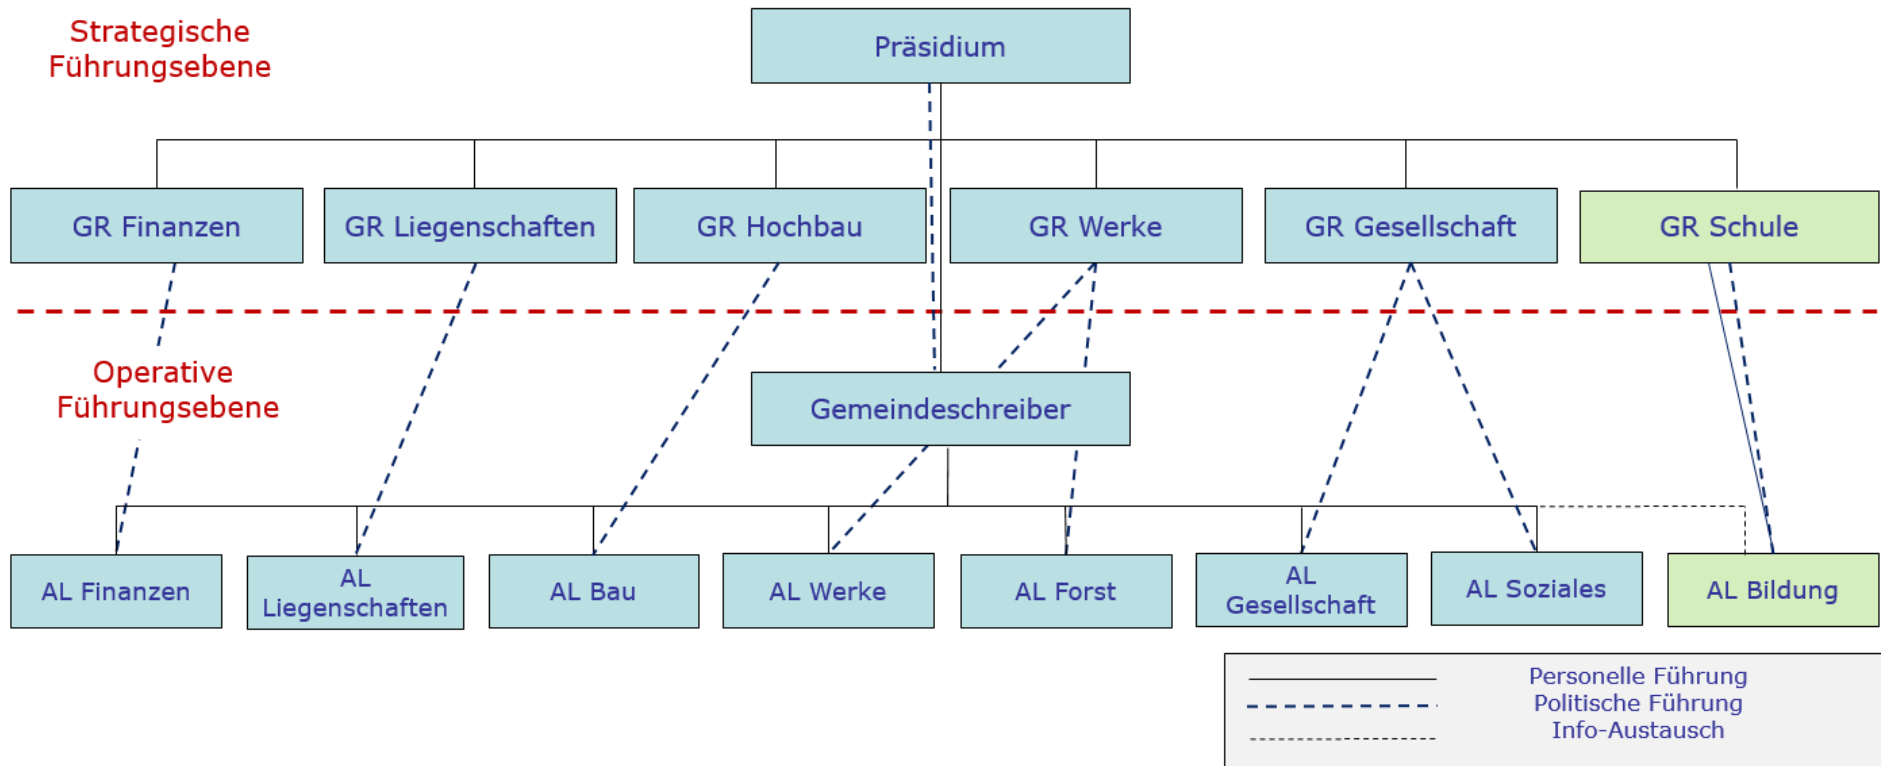 Strategische
Führungsebene
Präsidium
GR Finanzen
GR Liegenschaften
GR Hochbau
GR Werke
GR Gesellschaft
GR Schule
Operative
Führungsebene
Gemeindeschreiber
AL Finanzen
AL
Liegenschaften
AL Bau
AL Werke
AL Forst
AL
Gesellschaft
AL Soziales
AL Bildung
Personelle Führung
Politische Führung
Info-Austausch